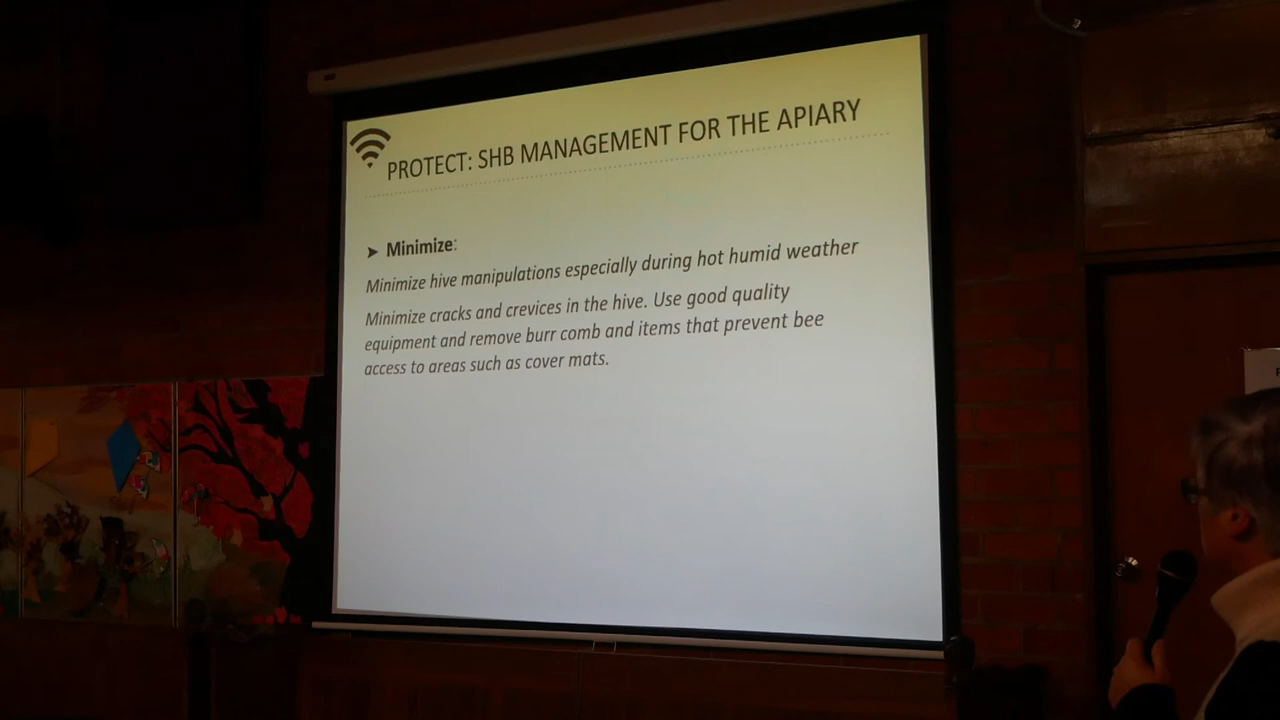 PROTECT: SHB MANAGEMENT FOR THE APIARY
➤ Minimize:
Minimize hive manipulations especially during hot humid weather
Minimize cracks and crevices in the hive. Use good quality
equipment and remove burr comb and items that prevent bee
access to areas such as cover mats.